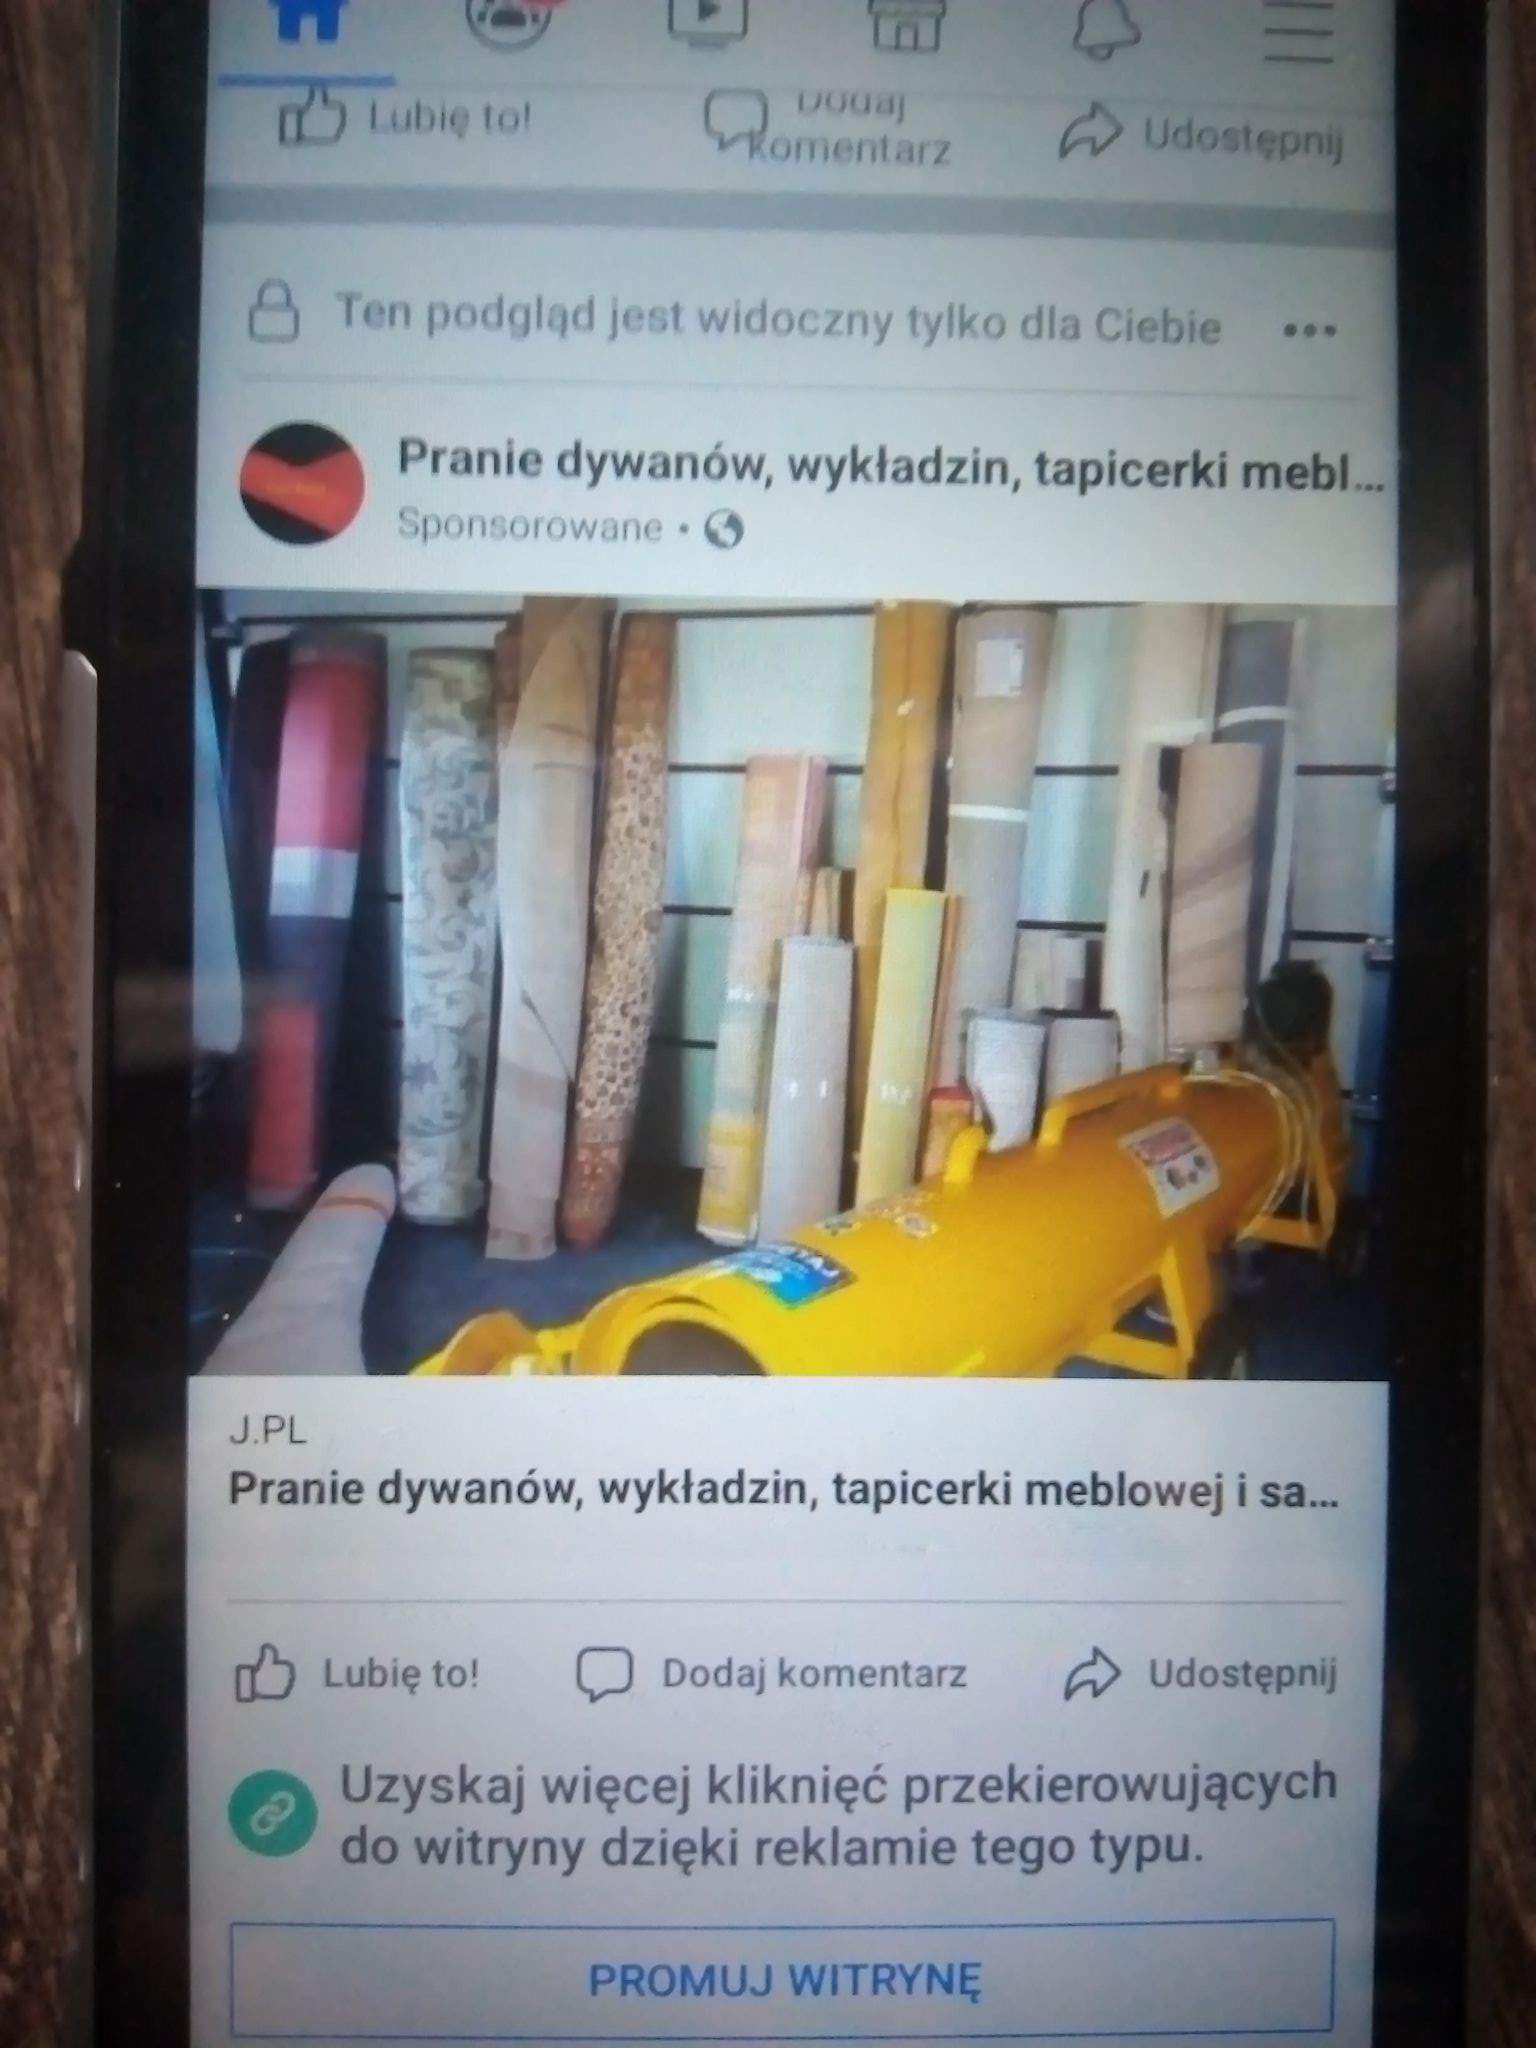 Lubię to!
Dodaj
komentarz
Udostępnij
Ten podgląd jest widoczny tylko dla Ciebie
Pranie dywanów, wykładzin, tapicerki mebl...
Sponsorowane
J.PL
Pranie dywanów, wykładzin, tapicerki meblowej i sa...
Lubię to!
Dodaj komentarz
Udostępnij
Uzyskaj więcej kliknięć przekierowujących
do witryny dzięki reklamie tego typu.
PROMUJ WITRYNĘ